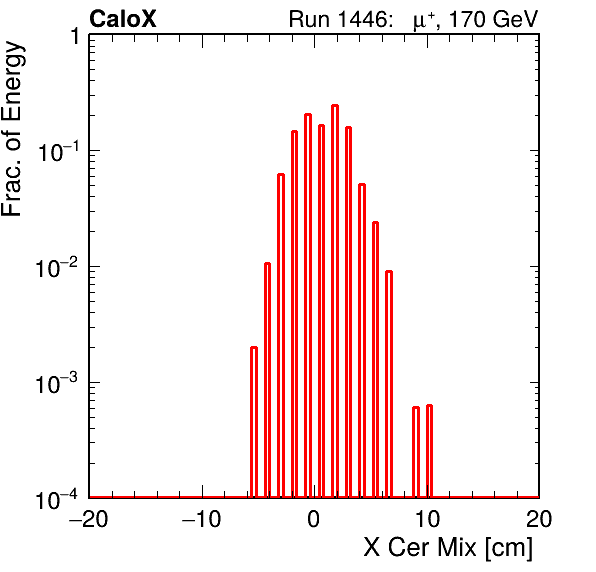 CaloX Run 1446: μ⁺, 170 GeV
Frac. of Energy
1
10⁻¹
10⁻²
10⁻³
10⁻⁴
−20 −10 0 10 20
X Cer Mix [cm]